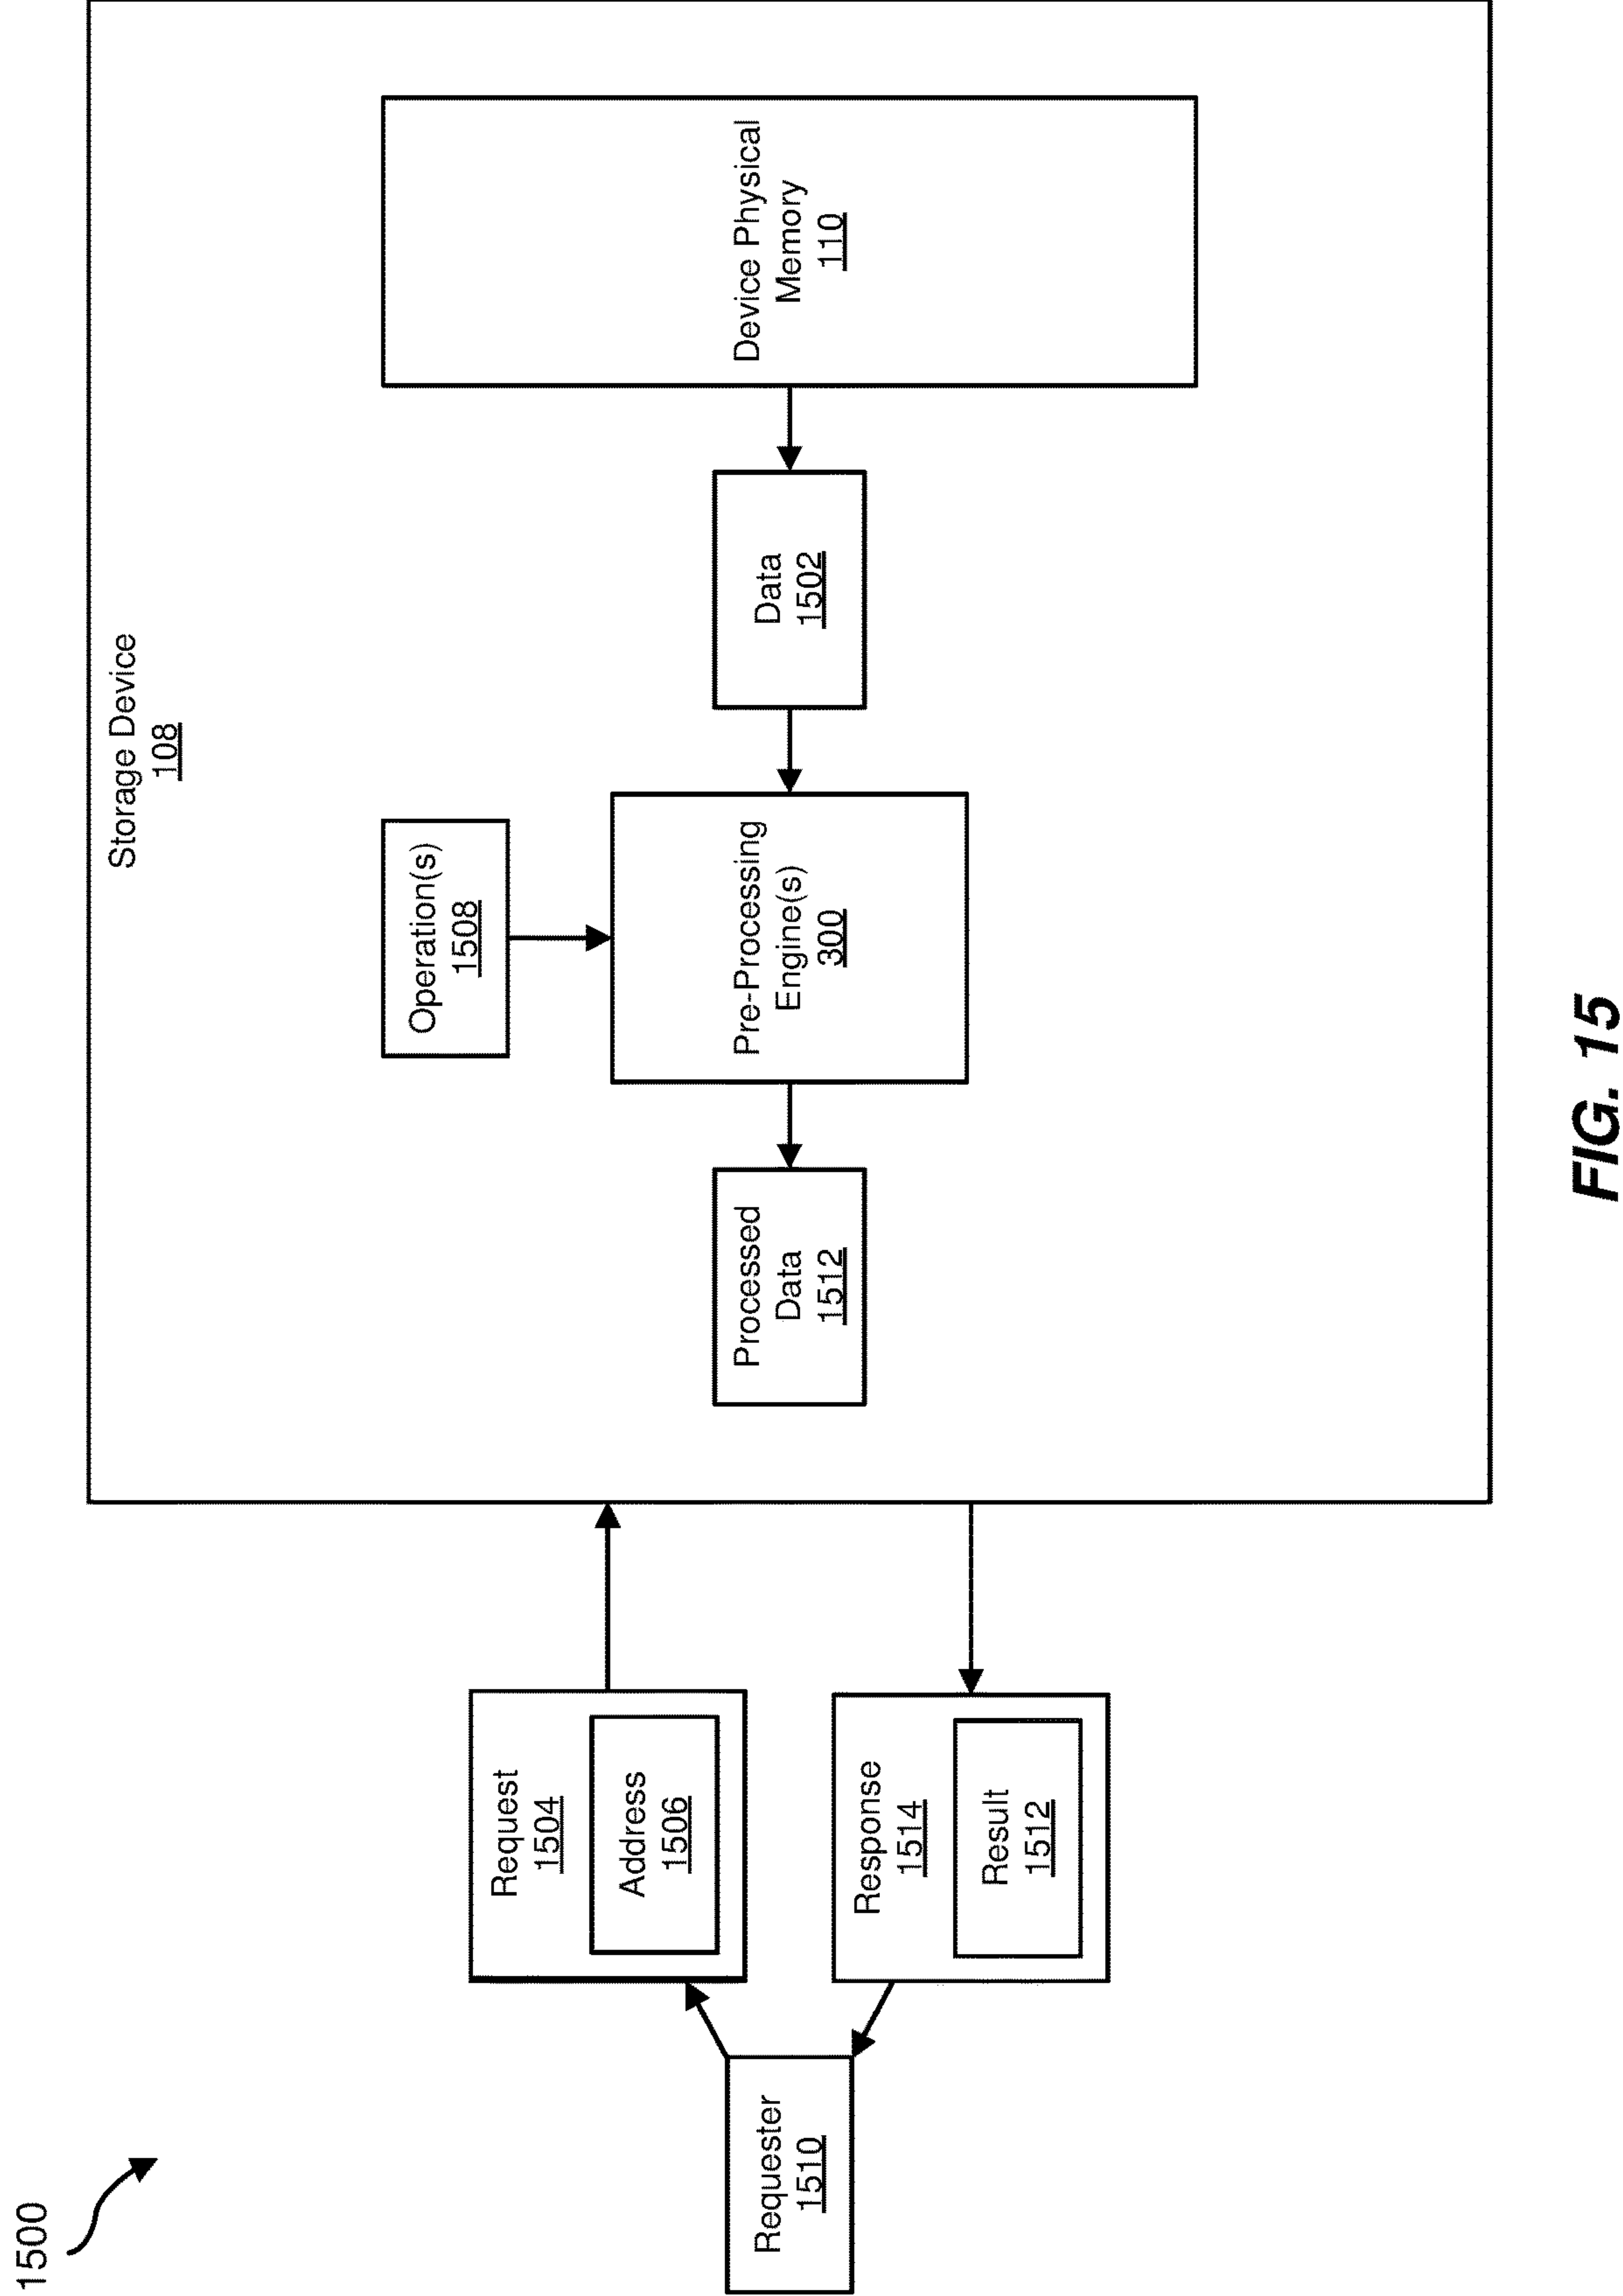 1500
Requester
1510
Request
1504
Address
1506
Response
1514
Result
1512
Storage Device
108
Operation(s)
1508
Processed
Data
1512
Pre-Processing
Engine(s)
300
Data
1502
Device Physical
Memory
110
FIG. 15